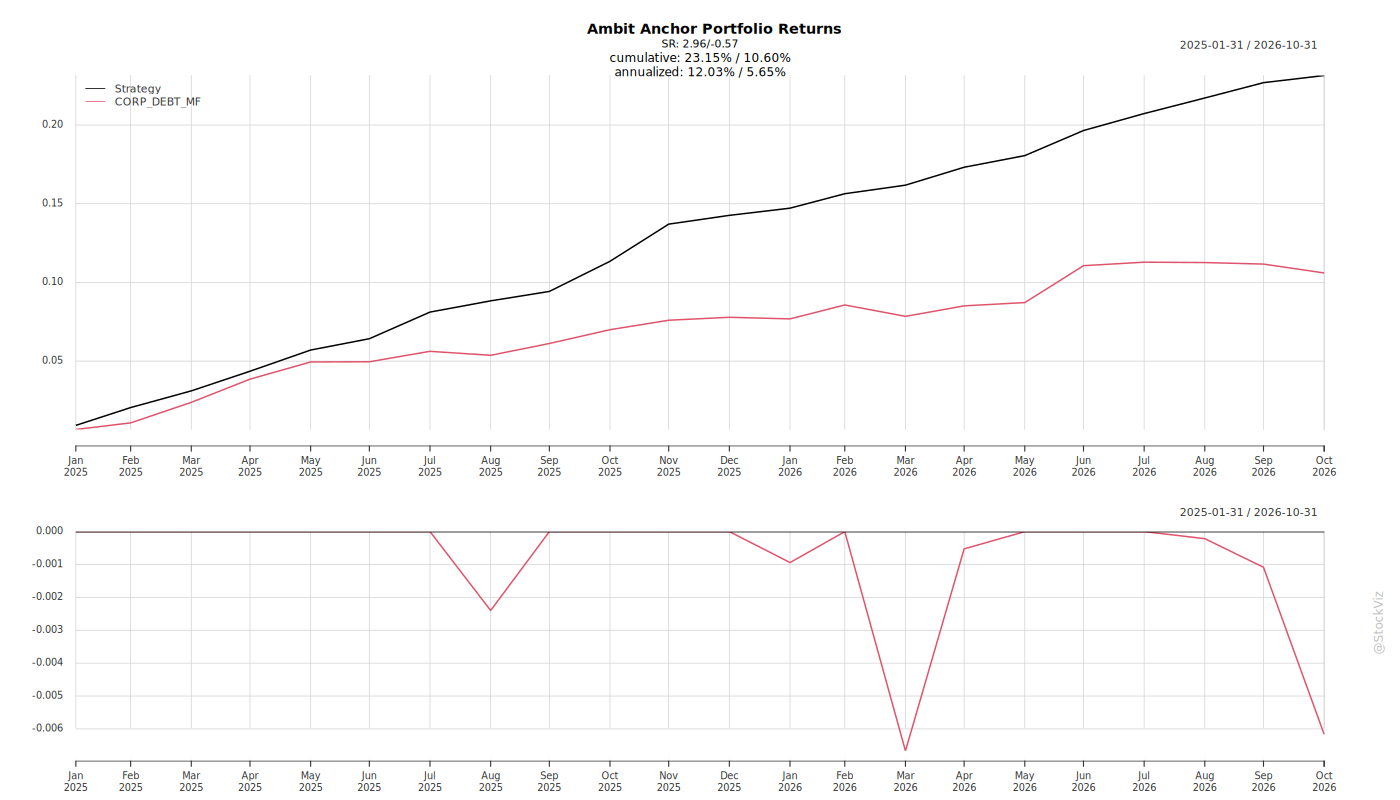 Ambit Anchor Portfolio Returns
SR: 2.96/-0.57
cumulative: 23.15% / 10.60%
annualized: 12.03% / 5.65%
2025-01-31 / 2026-10-31
Strategy
CORP_DEBT_MF
0.20
0.15
0.10
0.05
Jan Feb Mar Apr May Jun Jul Aug Sep Oct Nov Dec Jan Feb Mar Apr May Jun Jul Aug Sep Oct
2025 2025 2025 2025 2025 2025 2025 2025 2025 2025 2025 2025 2026 2026 2026 2026 2026 2026 2026 2026 2026 2026
2025-01-31 / 2026-10-31
0.000
-0.001
-0.002
-0.003
-0.004
-0.005
-0.006
Jan Feb Mar Apr May Jun Jul Aug Sep Oct Nov Dec Jan Feb Mar Apr May Jun Jul Aug Sep Oct
2025 2025 2025 2025 2025 2025 2025 2025 2025 2025 2025 2025 2026 2026 2026 2026 2026 2026 2026 2026 2026 2026
@StockViz